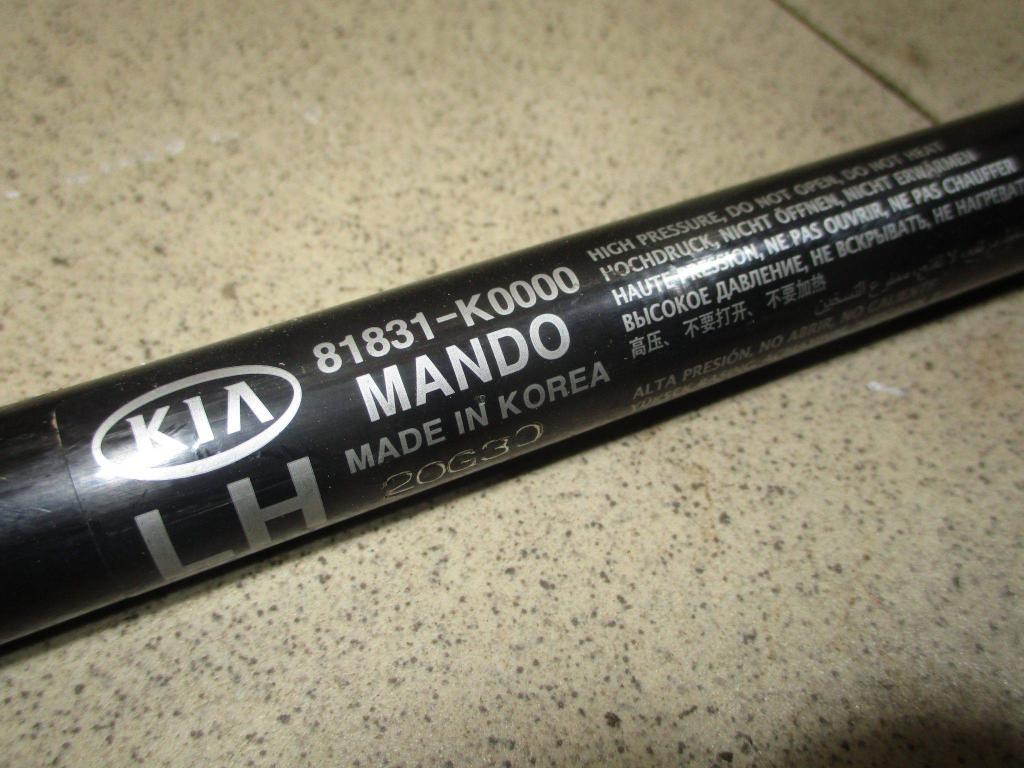 KIA
LH
81831-K0000
MANDO
MADE IN KOREA
20G30
HIGH PRESSURE, DO NOT OPEN, DO NOT HEAT
HOCHDRUCK, NICHT ÖFFNEN, NICHT ERWÄRMEN
HAUTE PRESSION, NE PAS OUVRIR, NE PAS CHAUFFER
ВЫСОКОЕ ДАВЛЕНИЕ, НЕ ВСКРЫВАТЬ, НЕ НАГРЕВАТЬ
高压、 不要打开、 不要加热
ALTA PRESIÓN, NO ABRIR, NO CALIENTE